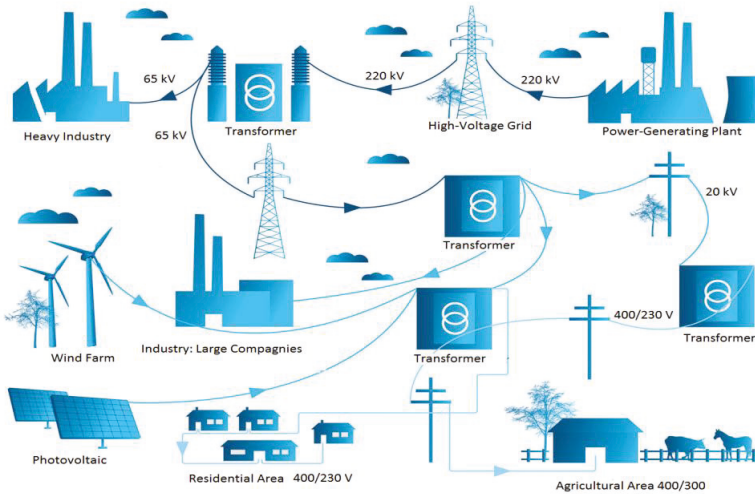 65 kV
220 kV
220 kV
Heavy Industry
65 kV
Transformer
High-Voltage Grid
Power-Generating Plant
20 kV
Transformer
400/230 V
Wind Farm
Industry: Large Compagnies
Transformer
Transformer
Photovoltaic
Residential Area 400/230 V
Agricultural Area 400/300